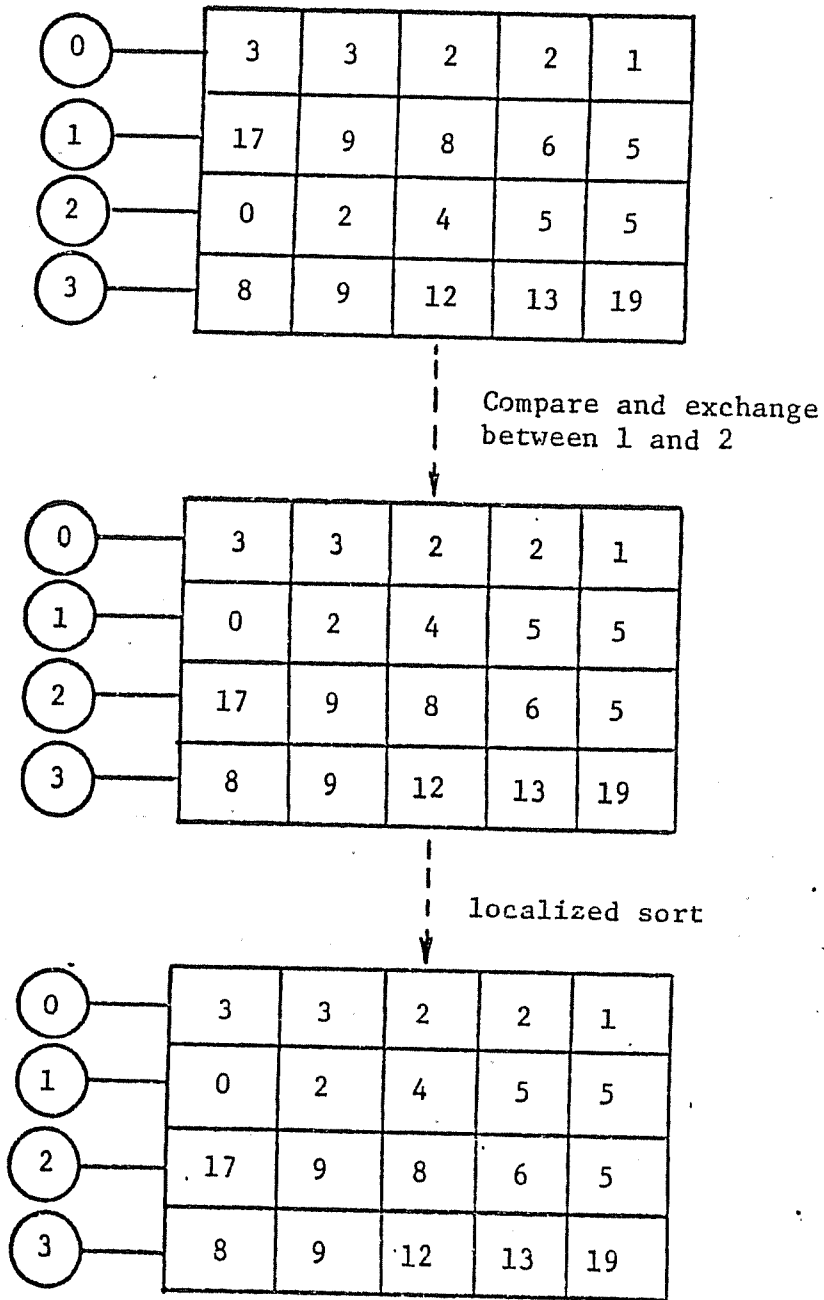 0 3 3 2 2 1
1 17 9 8 6 5
2 0 2 4 5 5
3 8 9 12 13 19
Compare and exchange
between 1 and 2
0 3 3 2 2 1
1 0 2 4 5 5
2 17 9 8 6 5
3 8 9 12 13 19
localized sort
0 3 3 2 2 1
1 0 2 4 5 5
2 17 9 8 6 5
3 8 9 12 13 19